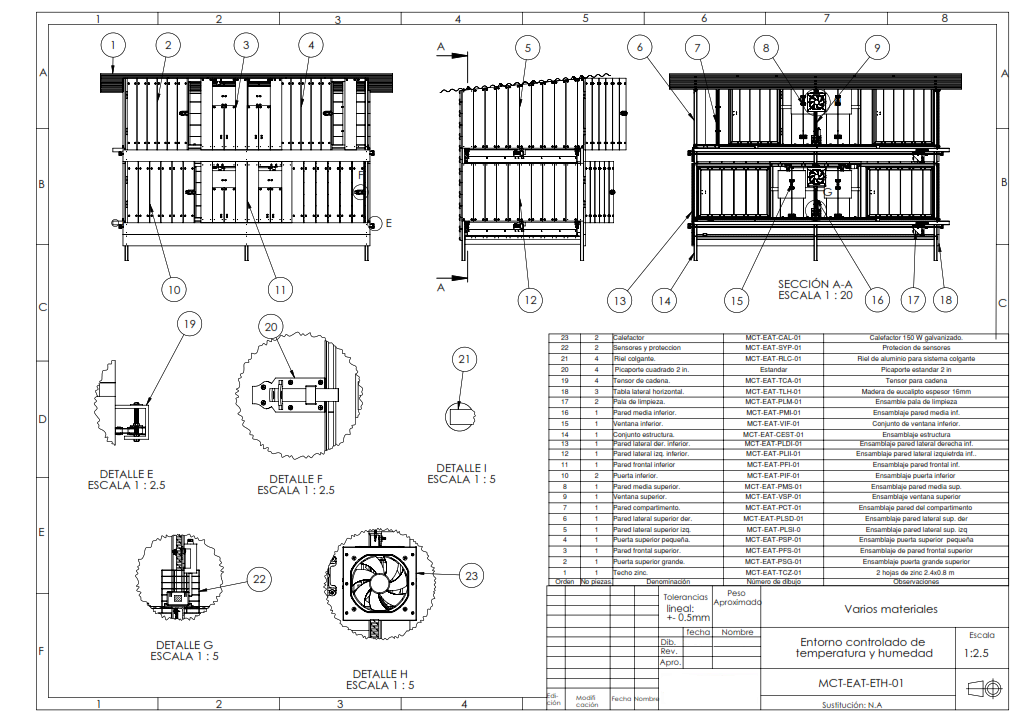 1 2 3 4 5 6 7 8
A A
B B
C C
D
E
F
1 2 3 4
1 2 3 4 5 6 7 8 9
A
A
F
E
G
10 11 12 13 14 15 16 17 18
SECCIÓN A-A
ESCALA 1 : 20
19 20 21
DETALLE E
ESCALA 1 : 2.5
DETALLE F
ESCALA 1 : 2.5
DETALLE I
ESCALA 1 : 5
22 23
DETALLE G
ESCALA 1 : 5
DETALLE H
ESCALA 1 : 5
23 2 Calefactor MCT-EAT-CAL-01 Calefactor 150 W galvanizado.
22 2 Sensores y proteccion MCT-EAT-SYP-01 Protecion de sensores
21 4 Riel colgante. MCT-EAT-RLC-01 Riel de aluminio para sistema colgante
20 4 Picaporte cuadrado 2 in. Estandar Picaporte estandar 2 in
19 4 Tensor de cadena. MCT-EAT-TCA-01 Tensor para cadena
18 3 Tabla lateral horizontal. MCT-EAT-TLH-01 Madera de eucalipto espesor 16mm
17 2 Pala de limpieza. MCT-EAT-PLM-01 Ensamble pala de limpieza
16 1 Pared media inferior. MCT-EAT-PMI-01 Ensamblaje pared media inf.
15 1 Ventana inferior. MCT-EAT-VIF-01 Conjunto de ventana inferior.
14 1 Conjunto estructura. MCT-EAT-CEST-01 Ensamblaje estructura
13 1 Pared lateral der. inferior. MCT-EAT-PLDI-01 Ensamblaje pared lateral derecha inf.
12 1 Pared lateral izq. inferior. MCT-EAT-PLII-01 Ensamblaje pared lateral izquietrda inf..
11 1 Pared frontal inferior MCT-EAT-PFI-01 Ensamblaje pared frontal inf.
10 2 Puerta inferior. MCT-EAT-PIF-01 Ensamblaje puerta inferior
8 1 Pared media superior. MCT-EAT-PMS-01 Ensamblaje pared media sup.
9 1 Ventana superior. MCT-EAT-VSP-01 Ensamblaje ventana superior
7 1 Pared compartimento. MCT-EAT-PCT-01 Ensamblaje pared del compartimento
6 1 Pared lateral superior der. MCT-EAT-PLSD-01 Ensamblaje pared lateral sup. der
5 1 Pared lateral superior izq. MCT-EAT-PLSI-0 Ensamblaje pared lateral sup. izq
4 1 Puerta superior pequeña. MCT-EAT-PSP-01 Ensamblaje puerta superior pequeña
3 1 Pared frontal superior. MCT-EAT-PFS-01 Ensamblaje de pared frontal superior
2 1 Puerta superior grande. MCT-EAT-PSG-01 Ensamblaje puerta grande superior
1 1 Techo zinc. MCT-EAT-TCZ-01 2 hojas de zinc 2.4x0.8 m
Orden No piezas Denominación Número de dibujo Observaciones
Tolerancias
lineal:
+- 0.5mm
Peso
Aproximado
Varios materiales
fecha Nombre
Dib.
Rev.
Apro.
Entorno controlado de
temperatura y humedad
Escala
1:2.5
MCT-EAT-ETH-01
Sustitución: N.A
Edi-
ción
Modifi
cación
Fecha
Nombre